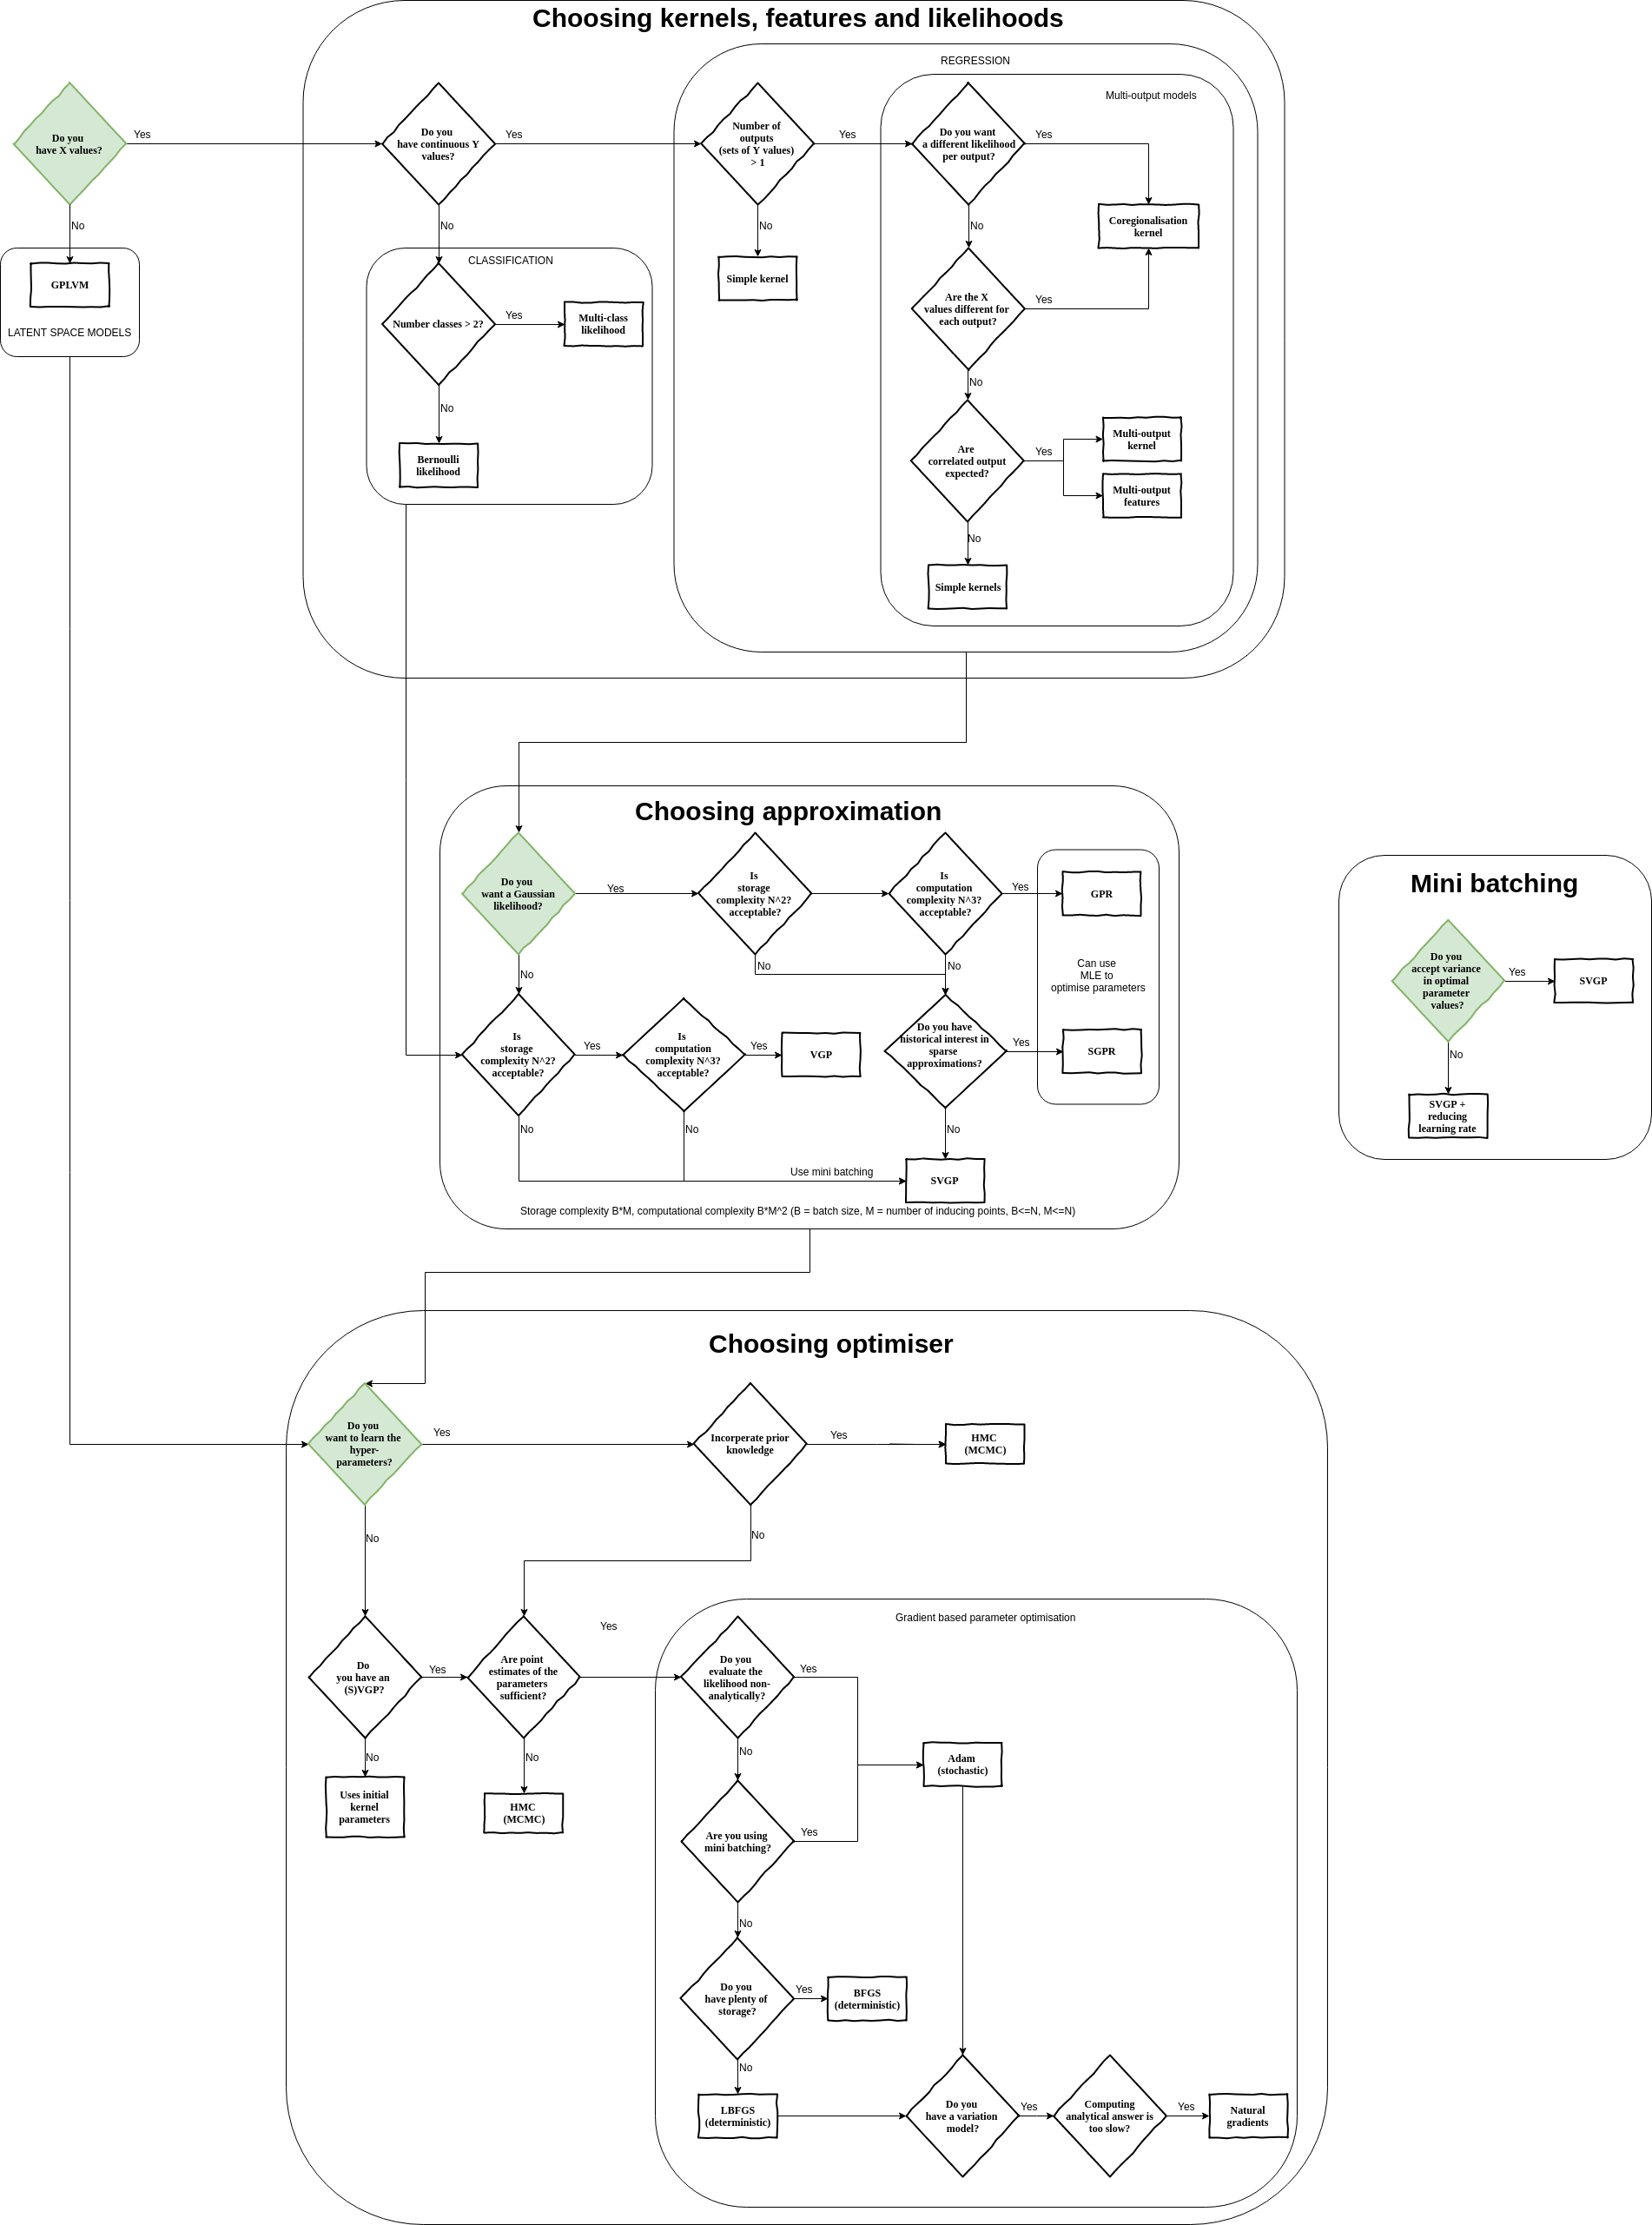 Choosing kernels, features and likelihoods
REGRESSION
Multi-output models
Do you
have X values?
Yes
No
GPLVM
LATENT SPACE MODELS
Do you
have continuous Y
values?
Yes
No
CLASSIFICATION
Number classes > 2?
Yes
Multi-class
likelihood
No
Bernoulli
likelihood
Number of
outputs
(sets of Y values)
> 1
Yes
No
Simple kernel
Do you want
a different likelihood
per output?
Yes
No
Coregionalisation
kernel
Are the X
values different for
each output?
Yes
No
Are
correlated output
expected?
Yes
Multi-output
kernel
Multi-output
features
No
Simple kernels
Choosing approximation
Do you
want a Gaussian
likelihood?
Yes
No
Is
storage
complexity N^2?
acceptable?
No
Is
computation
complexity N^3?
acceptable?
Yes
No
GPR
Can use
MLE to
optimise parameters
Is
storage
complexity N^2?
acceptable?
Yes
No
Is
computation
complexity N^3?
acceptable?
Yes
No
VGP
Do you have
historical interest in
sparse
approximations?
Yes
No
SGPR
Use mini batching
SVGP
Storage complexity B*M, computational complexity B*M^2 (B = batch size, M = number of inducing points, B<=N, M<=N)
Mini batching
Do you
accept variance
in optimal
parameter
values?
Yes
SVGP
No
SVGP +
reducing
learning rate
Choosing optimiser
Do you
want to learn the
hyper-
parameters?
Yes
No
Incorperate prior
knowledge
Yes
No
HMC
(MCMC)
Do
you have an
(S)VGP?
Yes
No
Uses initial
kernel
parameters
Are point
estimates of the
parameters
sufficient?
Yes
No
HMC
(MCMC)
Gradient based parameter optimisation
Do you
evaluate the
likelihood non-
analytically?
Yes
No
Adam
(stochastic)
Are you using
mini batching?
Yes
No
Do you
have plenty of
storage?
Yes
BFGS
(deterministic)
No
LBFGS
(deterministic)
Do you
have a variation
model?
Yes
Computing
analytical answer is
too slow?
Yes
Natural
gradients